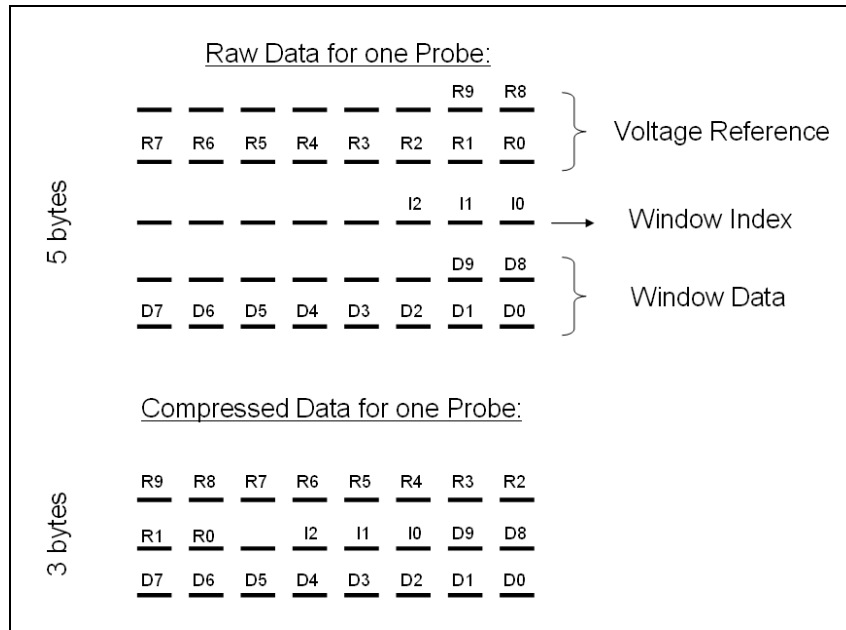 Raw Data for one Probe:
R9 R8
R7 R6 R5 R4 R3 R2 R1 R0
Voltage Reference
I2 I1 I0
Window Index
D9 D8
D7 D6 D5 D4 D3 D2 D1 D0
Window Data
5 bytes
Compressed Data for one Probe:
R9 R8 R7 R6 R5 R4 R3 R2
R1 R0 I2 I1 I0 D9 D8
D7 D6 D5 D4 D3 D2 D1 D0
3 bytes